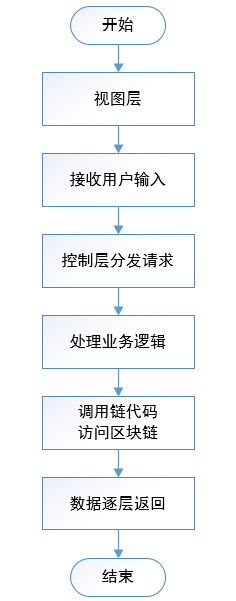 开始
视图层
接收用户输入
控制层分发请求
处理业务逻辑
调用链代码
访问区块链
数据逐层返回
结束